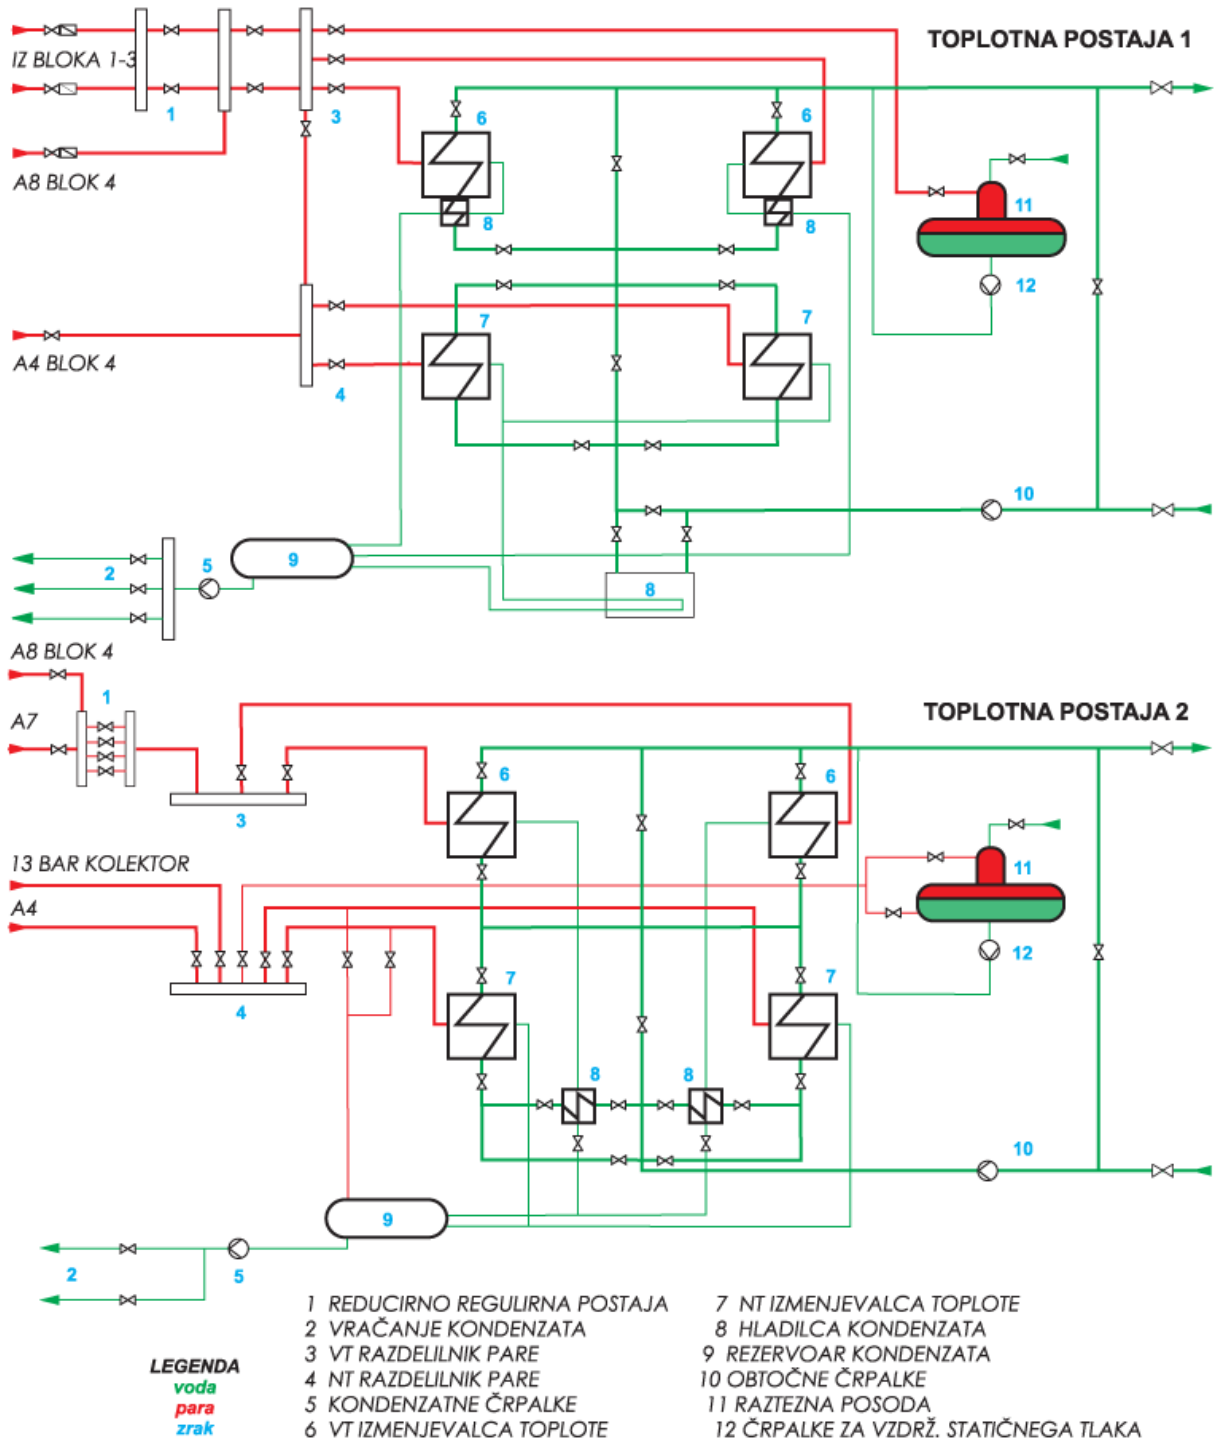 TOPLOTNA POSTAJA 1
IZ BLOKA 1-3
1
3
6
6
A8 BLOK 4
11
8
8
12
7
7
A4 BLOK 4
4
10
9
5
2
8
A8 BLOK 4
1
TOPLOTNA POSTAJA 2
A7
6
6
3
13 BAR KOLEKTOR
11
A4
12
7
7
4
8
8
10
9
2
5
1 REDUCIRNO REGULIRNA POSTAJA
2 VRAČANJE KONDENZATA
3 VT RAZDELILNIK PARE
4 NT RAZDELILNIK PARE
5 KONDENZATNE ČRPALKE
6 VT IZMENJEVALCA TOPLOTE
7 NT IZMENJEVALCA TOPLOTE
8 HLADILCA KONDENZATA
9 REZERVOAR KONDENZATA
10 OBTOČNE ČRPALKE
11 RAZTEZNA POSODA
12 ČRPALKE ZA VZDRŽ. STATIČNEGA TLAKA
LEGENDA
voda
para
zrak